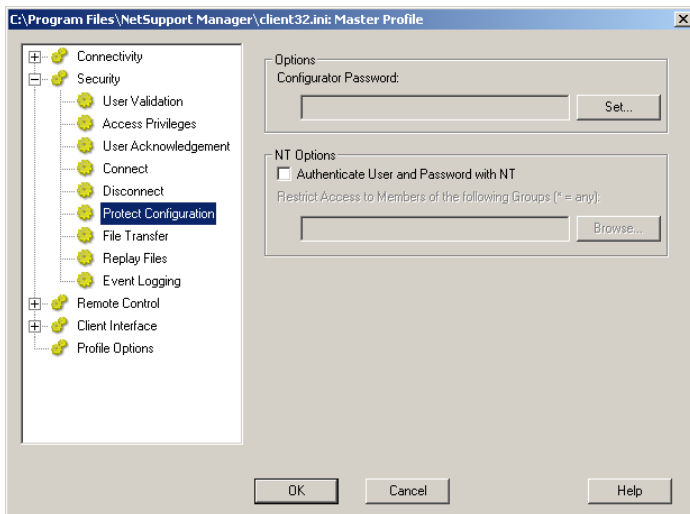 C:\Program Files\NetSupport Manager\client32.ini: Master Profile
Connectivity
Security
User Validation
Access Privileges
User Acknowledgement
Connect
Disconnect
Protect Configuration
File Transfer
Replay Files
Event Logging
Remote Control
Client Interface
Profile Options
Options
Configurator Password:
Set...
NT Options
Authenticate User and Password with NT
Restrict Access to Members of the following Groups (* = any):
Browse...
OK
Cancel
Help